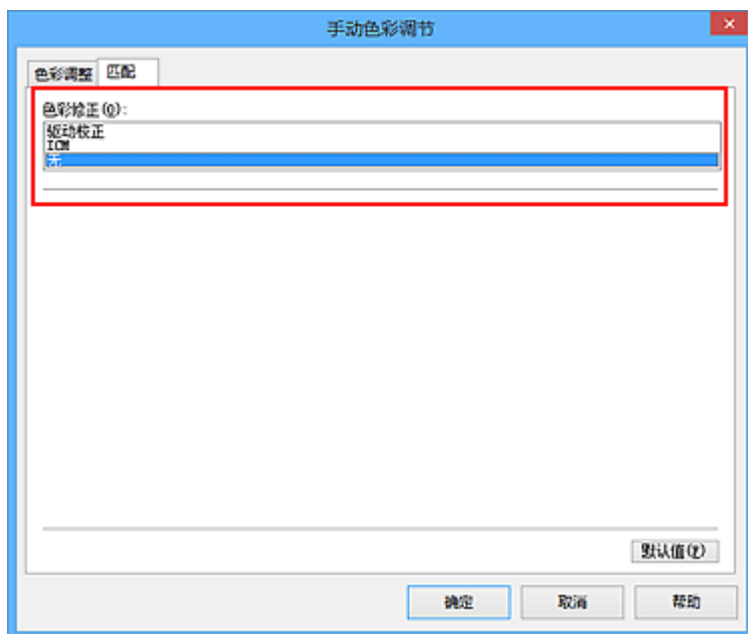 手动色彩调节
色彩调整 匹配
色彩修正(Q):
驱动校正
ICM
无
默认值(F)
确定 取消 帮助